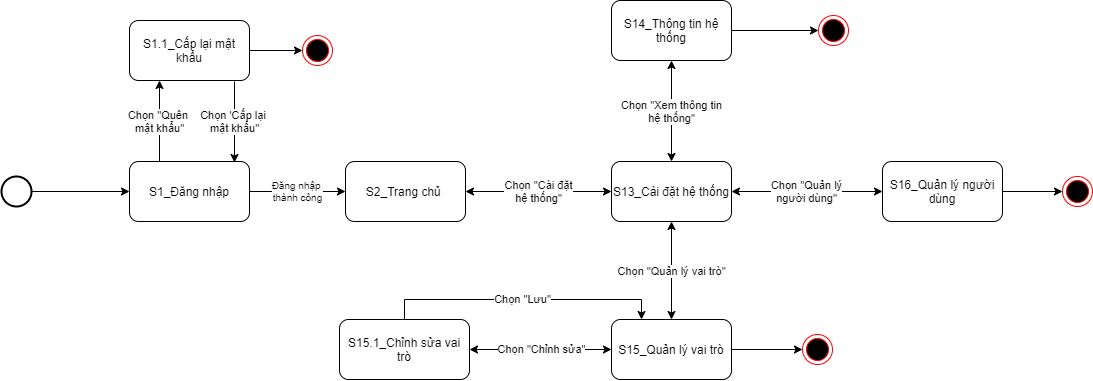 S1.1_Cấp lại mật
khẩu
S14_Thông tin hệ
thống
Chọn "Quên
mật khẩu"
Chọn 'Cấp lại
mật khẩu"
Chọn "Xem thông tin
hệ thống"
S1_Đăng nhập
Đăng nhập
thành công
S2_Trang chủ
Chọn "Cài đặt
hệ thống"
S13_Cài đặt hệ thống
Chọn "Quản lý
người dùng"
S16_Quản lý người
dùng
Chọn "Quản lý vai trò"
Chọn "Lưu"
S15.1_Chỉnh sửa vai
trò
Chọn "Chỉnh sửa"
S15_Quản lý vai trò